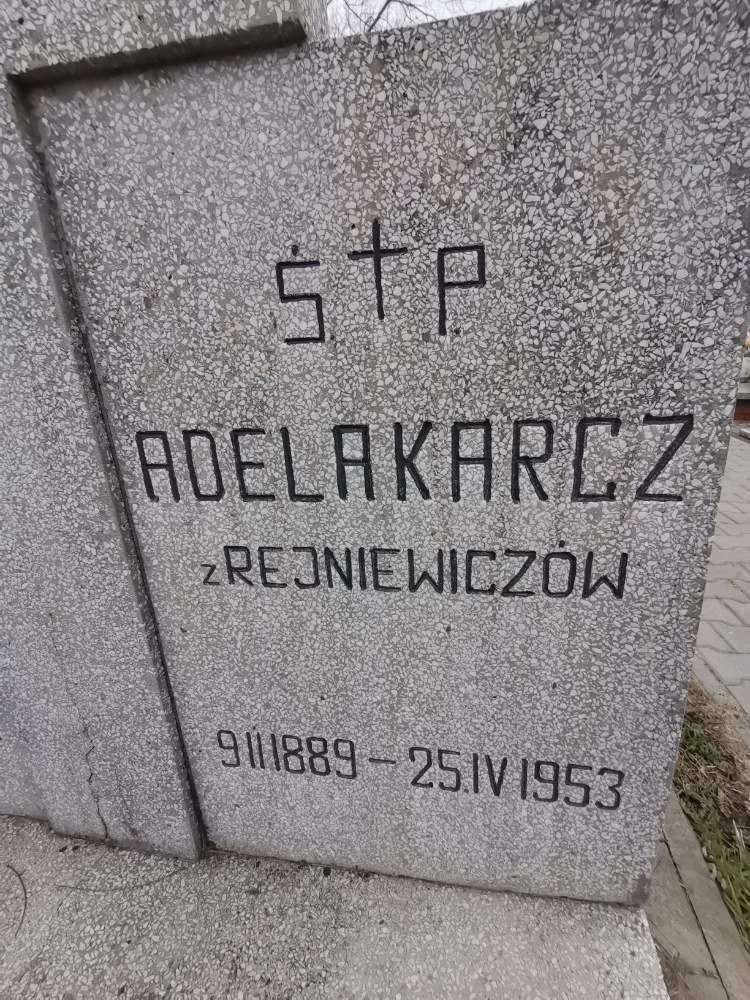 Ś † P
ADELA KARCZ
z REJNIEWICZÓW
9 II 1889 – 25.IV 1953